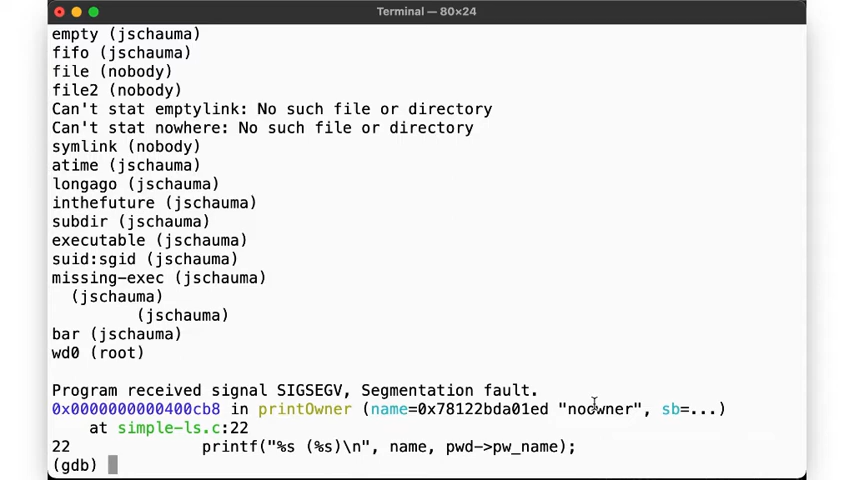 Terminal — 80×24
empty (jschauma)
fifo (jschauma)
file (nobody)
file2 (nobody)
Can't stat emptylink: No such file or directory
Can't stat nowhere: No such file or directory
symlink (nobody)
atime (jschauma)
longago (jschauma)
inthefuture (jschauma)
subdir (jschauma)
executable (jschauma)
suid:sgid (jschauma)
missing-exec (jschauma)
(jschauma)
(jschauma)
bar (jschauma)
wd0 (root)
Program received signal SIGSEGV, Segmentation fault.
0x0000000000400cb8 in printOwner (name=0x78122bda01ed "noowner", sb=...)
at simple-ls.c:22
22 printf("%s (%s)\n", name, pwd->pw_name);
(gdb)